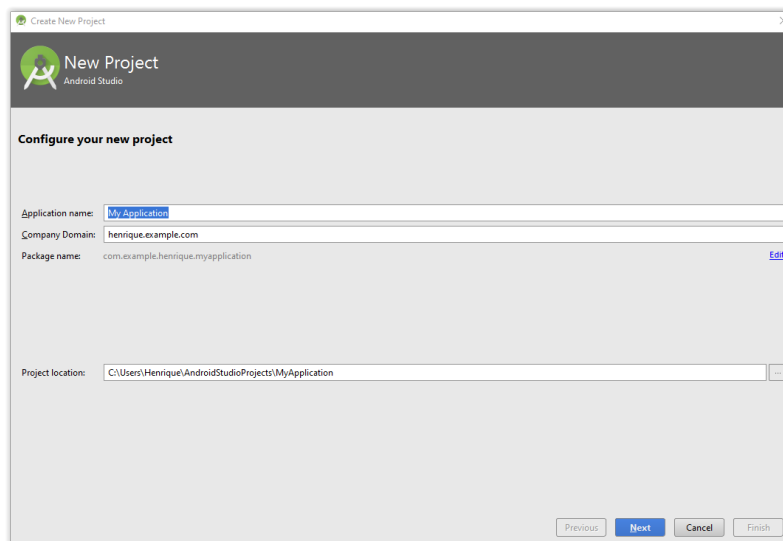 Create New Project
New Project
Android Studio
Configure your new project
Application name: My Application
Company Domain: henrique.example.com
Package name: com.example.henrique.myapplication Edit
Project location: C:\Users\Henrique\AndroidStudioProjects\MyApplication ...
Previous Next Cancel Finish